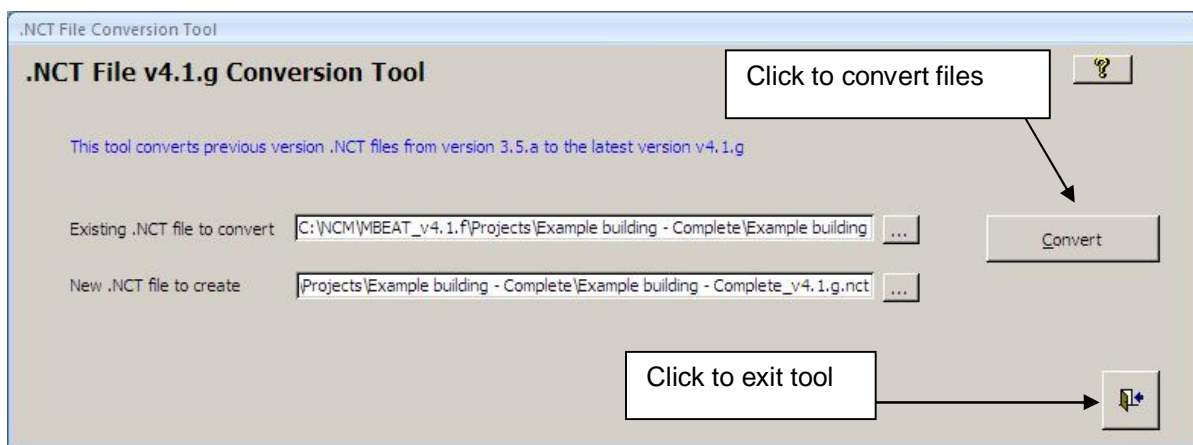 .NCT File Conversion Tool
.NCT File v4.1.g Conversion Tool
Click to convert files
?
This tool converts previous version .NCT files from version 3.5.a to the latest version v4.1.g
Existing .NCT file to convert
C:\NCM\MBEAT_v4.1.f\Projects\Example building - Complete\Example building
...
Convert
New .NCT file to create
\Projects\Example building - Complete\Example building - Complete_v4.1.g.nct
...
Click to exit tool